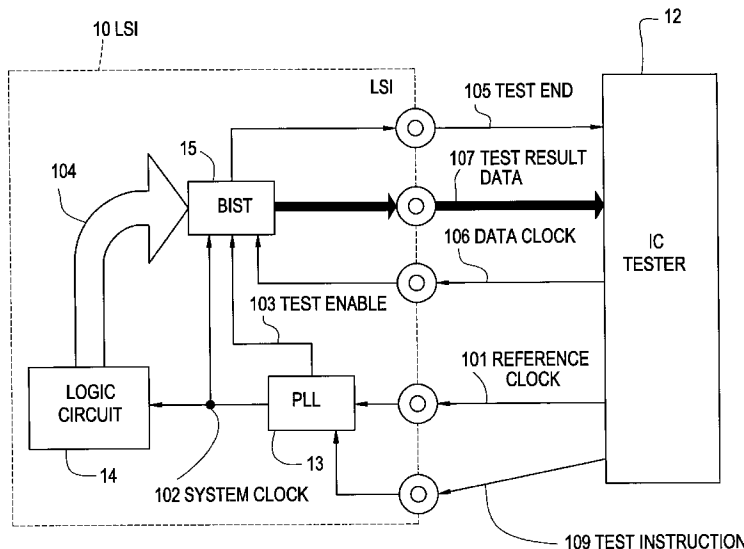 10 LSI
12
LSI
105 TEST END
15
107 TEST RESULT
DATA
104
BIST
106 DATA CLOCK
IC
TESTER
103 TEST ENABLE
101 REFERENCE
CLOCK
LOGIC
CIRCUIT
PLL
14
13
102 SYSTEM CLOCK
109 TEST INSTRUCTION